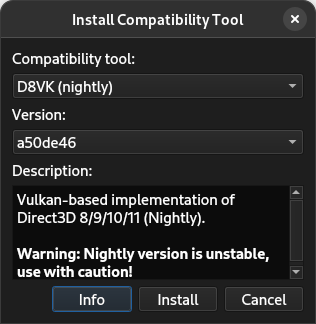 Install Compatibility Tool
Compatibility tool:
D8VK (nightly)
Version:
a50de46
Description:
Vulkan-based implementation of
Direct3D 8/9/10/11 (Nightly).
Warning: Nightly version is unstable,
use with caution!
Info Install Cancel